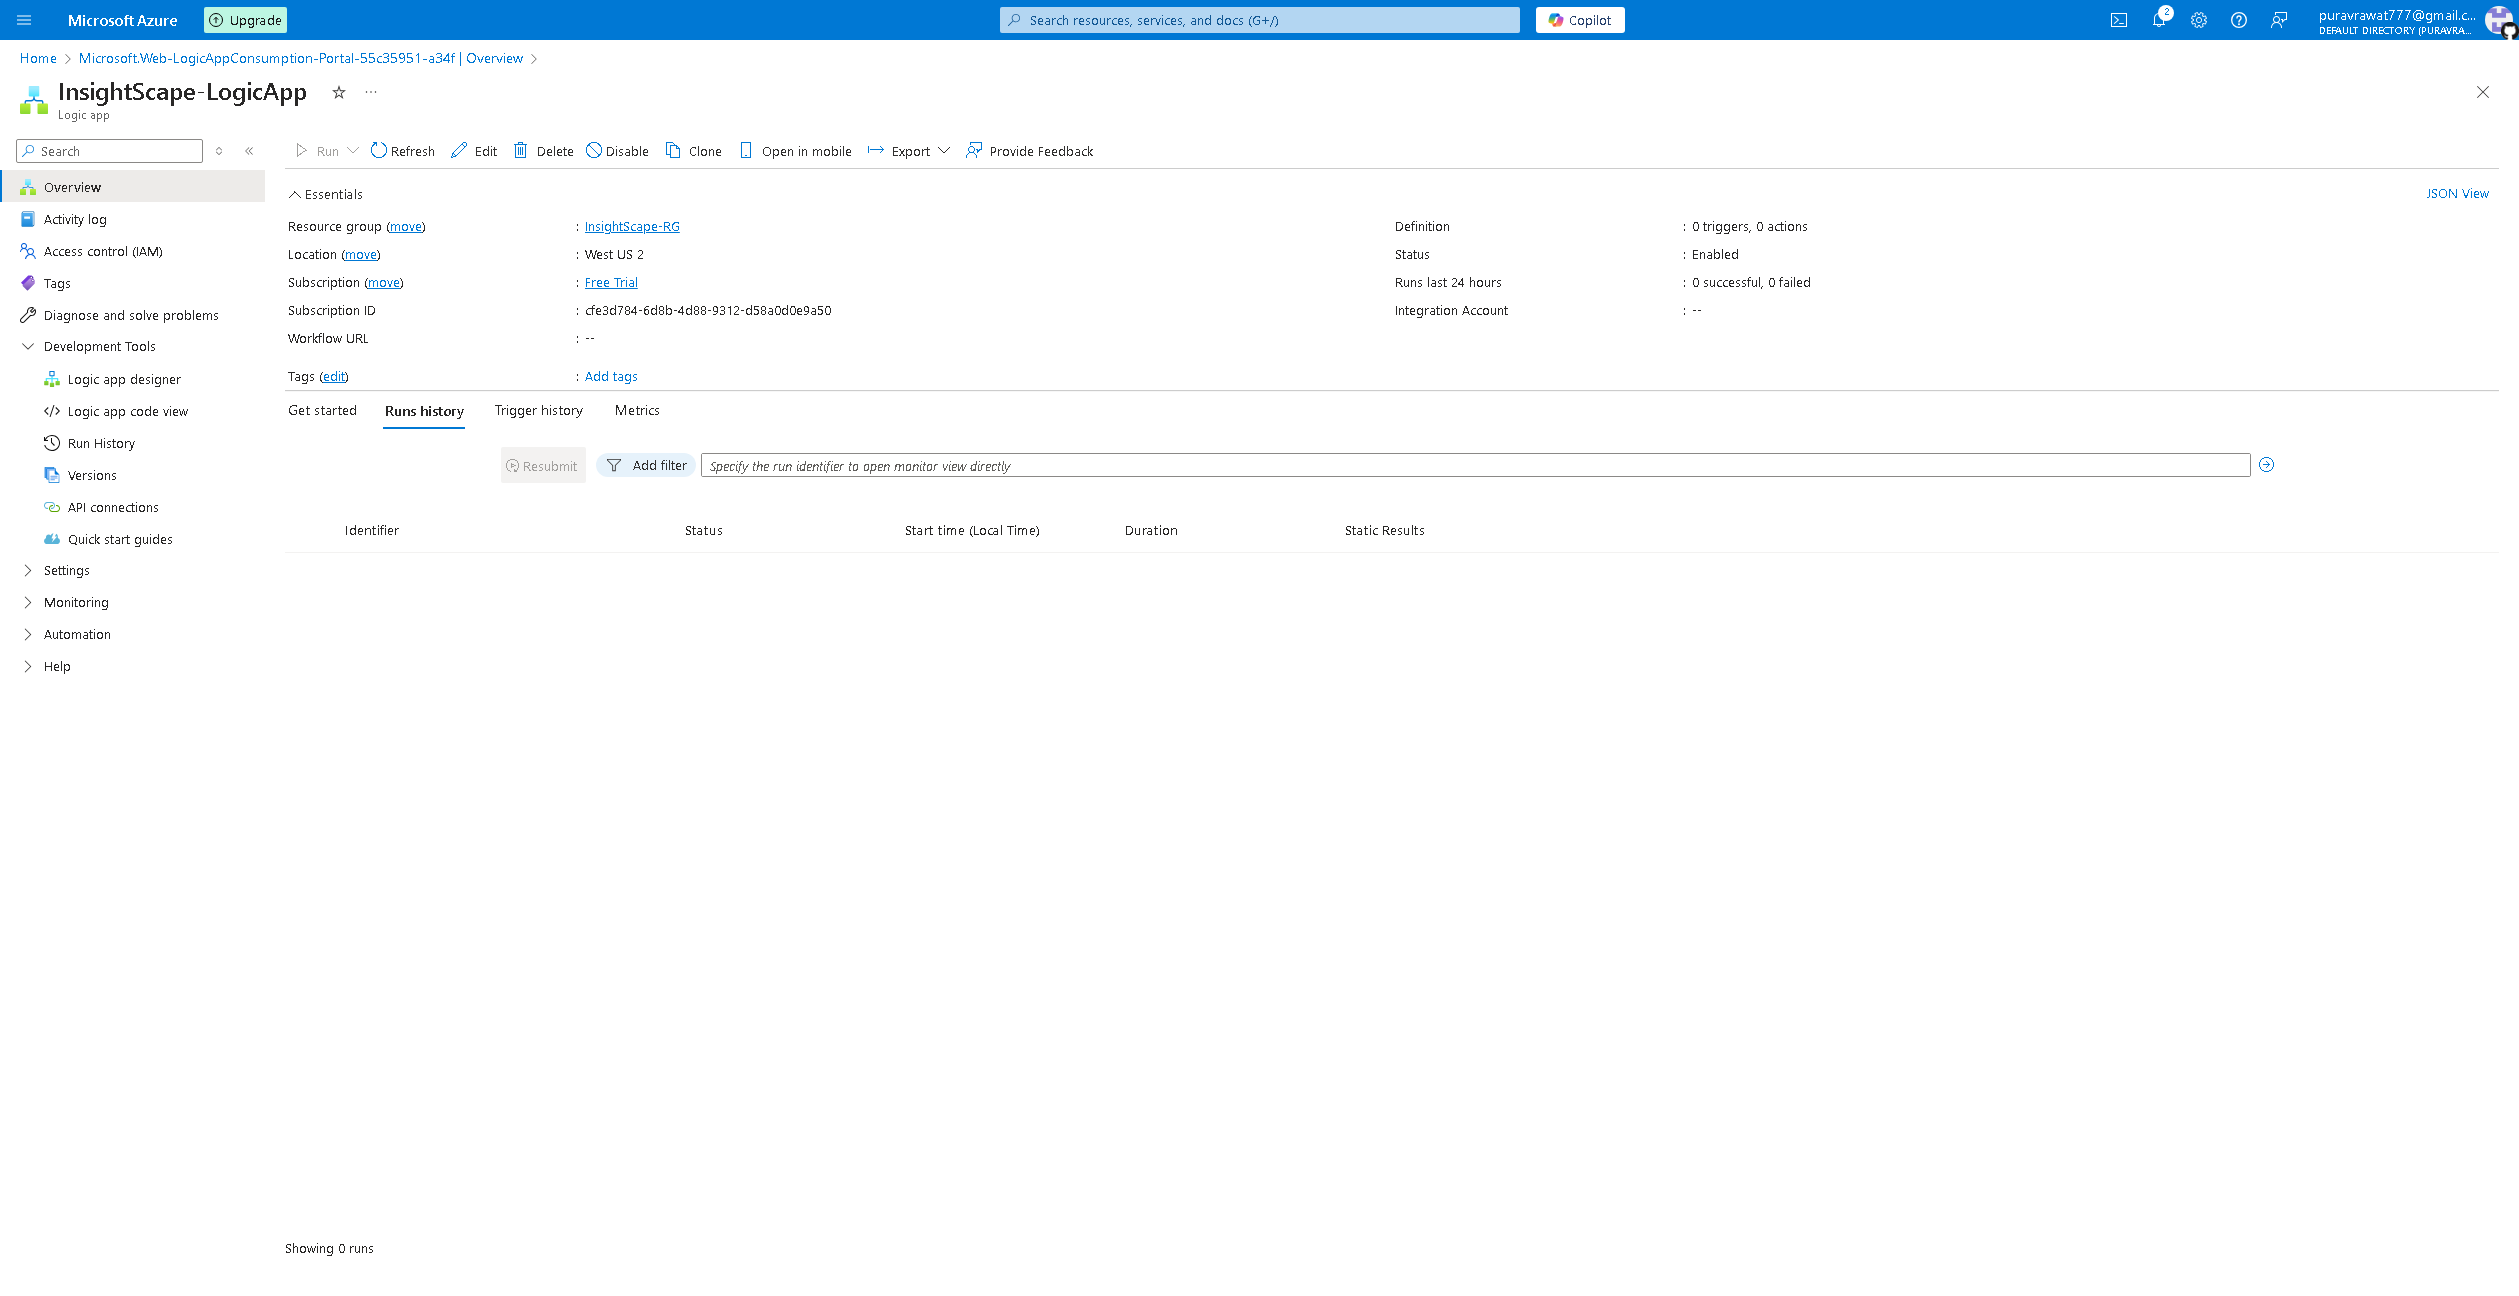 Microsoft Azure
Upgrade
Search resources, services, and docs (G+/)
Copilot
2
puravrawat777@gmail.c...
DEFAULT DIRECTORY (PURAVRA...
Home > Microsoft.Web-LogicAppConsumption-Portal-55c35951-a34f | Overview >
InsightScape-LogicApp
Logic app
Search
Run
Refresh
Edit
Delete
Disable
Clone
Open in mobile
Export
Provide Feedback
Overview
Activity log
Access control (IAM)
Tags
Diagnose and solve problems
Development Tools
Logic app designer
Logic app code view
Run History
Versions
API connections
Quick start guides
Settings
Monitoring
Automation
Help
Essentials
JSON View
Resource group (move) : InsightScape-RG
Location (move) : West US 2
Subscription (move) : Free Trial
Subscription ID : cfe3d784-6d8b-4d88-9312-d58a0d0e9a50
Workflow URL : --
Definition : 0 triggers, 0 actions
Status : Enabled
Runs last 24 hours : 0 successful, 0 failed
Integration Account : --
Tags (edit) : Add tags
Get started
Runs history
Trigger history
Metrics
Resubmit
Add filter
Specify the run identifier to open monitor view directly
Identifier
Status
Start time (Local Time)
Duration
Static Results
Showing 0 runs